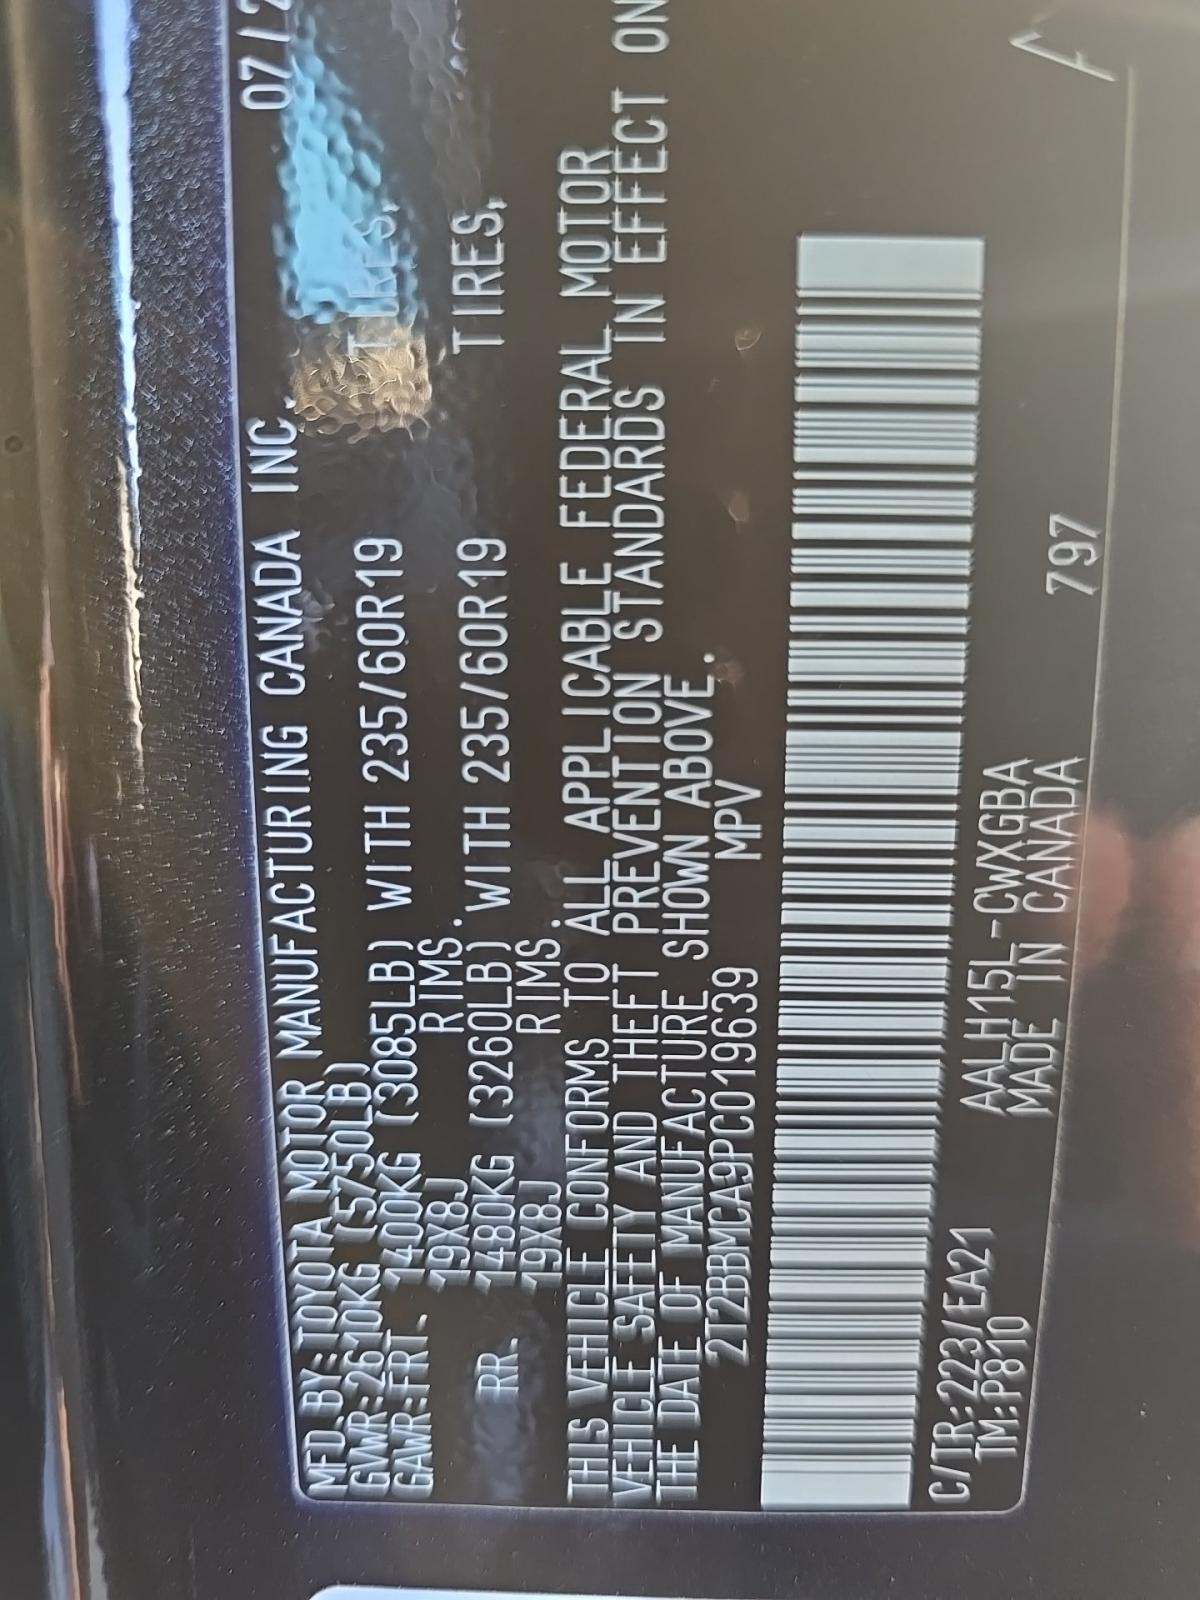 MFD.BY:TOYOTA MOTOR MANUFACTURING CANADA INC. 07/2
GVWR:2610KG (5750LB)
GAWR:FRT. 1400KG (3085LB) WITH 235/60R19 TIRES,
19X8J RIMS.
RR. 1480KG (3260LB) WITH 235/60R19 TIRES,
19X8J RIMS.
THIS VEHICLE CONFORMS TO ALL APPLICABLE FEDERAL MOTOR
VEHICLE SAFETY AND THEFT PREVENTION STANDARDS IN EFFECT ON
THE DATE OF MANUFACTURE SHOWN ABOVE.
2T2BBMCA9PC019639 MPV
C/TR:223/EA21 AALH15L-CWXGBA
TM:P810 MADE IN CANADA 797